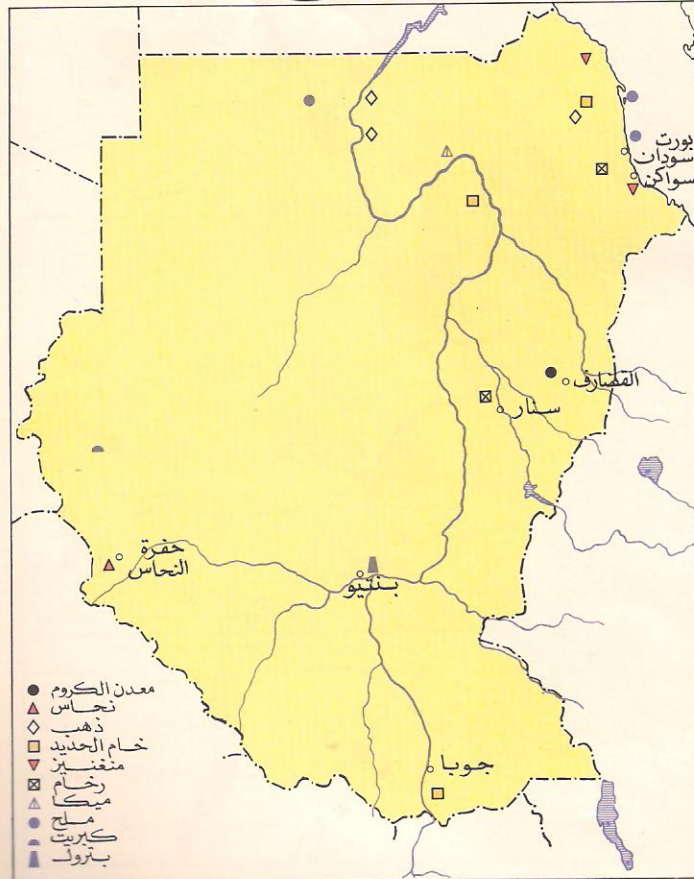 بورت
سودان
سواكن
القضارف
سنار
حفرة
النحاس
بنتيو
جوبا
معدن الكروم
نحاس
ذهب
خام الحديد
منغنيز
رخام
ميكا
ملح
كبريت
بترول